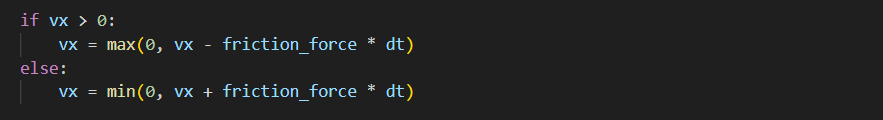 if vx > 0:
    vx = max(0, vx - friction_force * dt)
else:
    vx = min(0, vx + friction_force * dt)